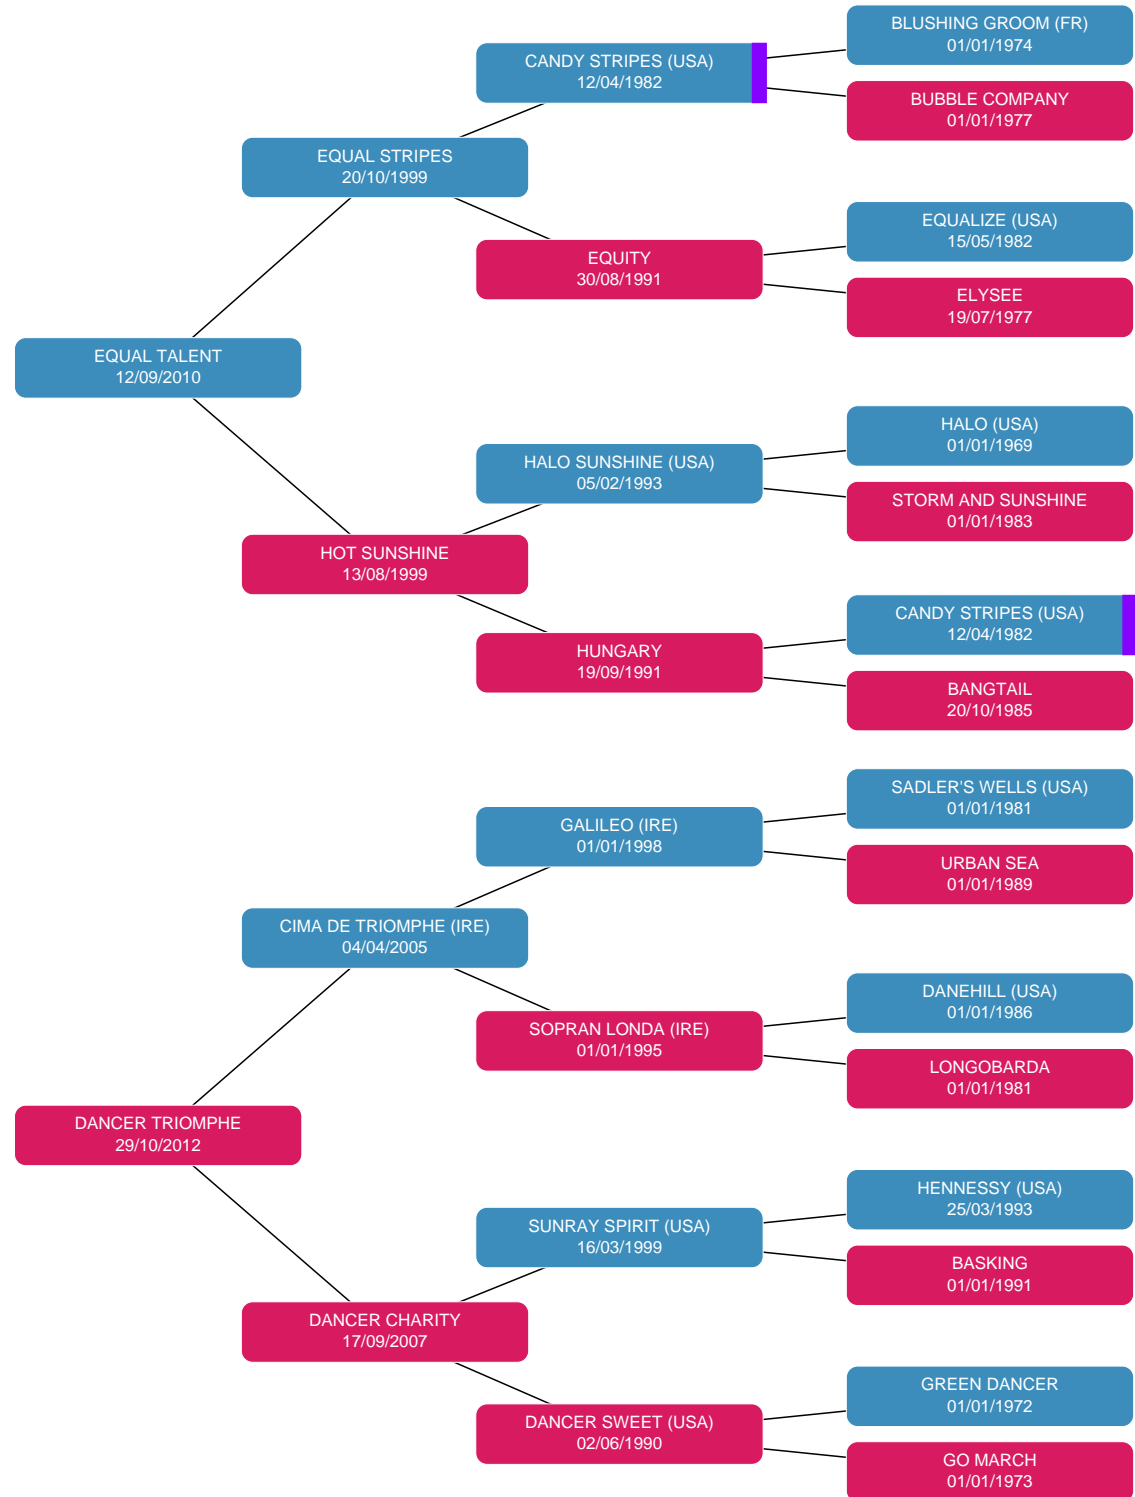 BLUSHING GROOM (FR)
01/01/1974
CANDY STRIPES (USA)
12/04/1982
BUBBLE COMPANY
01/01/1977
EQUAL STRIPES
20/10/1999
EQUALIZE (USA)
15/05/1982
EQUITY
30/08/1991
ELYSEE
19/07/1977
EQUAL TALENT
12/09/2010
HALO (USA)
01/01/1969
HALO SUNSHINE (USA)
05/02/1993
STORM AND SUNSHINE
01/01/1983
HOT SUNSHINE
13/08/1999
CANDY STRIPES (USA)
12/04/1982
HUNGARY
19/09/1991
BANGTAIL
20/10/1985
SADLER'S WELLS (USA)
01/01/1981
GALILEO (IRE)
01/01/1998
URBAN SEA
01/01/1989
CIMA DE TRIOMPHE (IRE)
04/04/2005
DANEHILL (USA)
01/01/1986
SOPRAN LONDA (IRE)
01/01/1995
LONGOBARDA
01/01/1981
DANCER TRIOMPHE
29/10/2012
HENNESSY (USA)
25/03/1993
SUNRAY SPIRIT (USA)
16/03/1999
BASKING
01/01/1991
DANCER CHARITY
17/09/2007
GREEN DANCER
01/01/1972
DANCER SWEET (USA)
02/06/1990
GO MARCH
01/01/1973